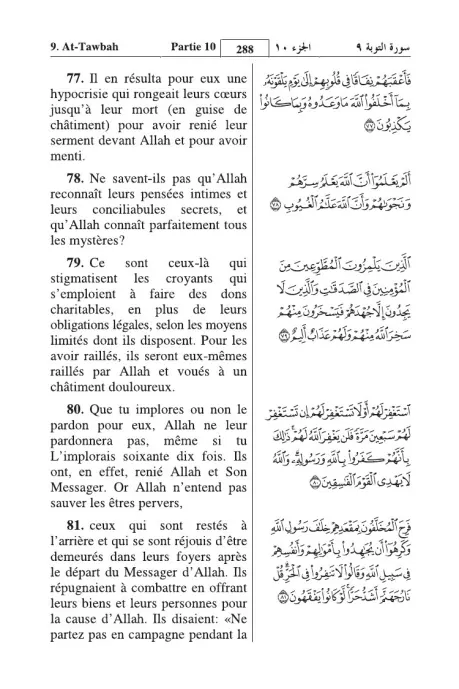 9. At-Tawbah Partie 10 288 الجزء ١٠ سورة التوبة ٩
77. Il en résulta pour eux une
hypocrisie qui rongeait leurs cœurs
jusqu'à leur mort (en guise de
châtiment) pour avoir renié leur
serment devant Allah et pour avoir
menti.
فَأَعْقَبَهُمْ نِفَاقًا فِي قُلُوبِهِمْ إِلَىٰ يَوْمِ يَلْقَوْنَهُ
بِمَا أَخْلَفُوا اللَّهَ مَا وَعَدُوهُ وَبِمَا كَانُوا
يَكْذِبُونَ ٧٧
78. Ne savent-ils pas qu'Allah
reconnaît leurs pensées intimes et
leurs conciliabules secrets, et
qu'Allah connaît parfaitement tous
les mystères?
أَلَمْ يَعْلَمُوا أَنَّ اللَّهَ يَعْلَمُ سِرَّهُمْ
وَنَجْوَاهُمْ وَأَنَّ اللَّهَ عَلَّامُ الْغُيُوبِ ٧٨
79. Ce sont ceux-là qui
stigmatisent les croyants qui
s'emploient à faire des dons
charitables, en plus de leurs
obligations légales, selon les moyens
limités dont ils disposent. Pour les
avoir raillés, ils seront eux-mêmes
raillés par Allah et voués à un
châtiment douloureux.
الَّذِينَ يَلْمِزُونَ الْمُطَّوِّعِينَ مِنَ
الْمُؤْمِنِينَ فِي الصَّدَقَاتِ وَالَّذِينَ لَا
يَجِدُونَ إِلَّا جُهْدَهُمْ فَيَسْخَرُونَ مِنْهُمْ
سَخِرَ اللَّهُ مِنْهُمْ وَلَهُمْ عَذَابٌ أَلِيمٌ ٧٩
80. Que tu implores ou non le
pardon pour eux, Allah ne leur
pardonnera pas, même si tu
L'implorais soixante dix fois. Ils
ont, en effet, renié Allah et Son
Messager. Or Allah n'entend pas
sauver les êtres pervers,
اسْتَغْفِرْ لَهُمْ أَوْ لَا تَسْتَغْفِرْ لَهُمْ إِن تَسْتَغْفِرْ
لَهُمْ سَبْعِينَ مَرَّةً فَلَن يَغْفِرَ اللَّهُ لَهُمْ ذَٰلِكَ
بِأَنَّهُمْ كَفَرُوا بِاللَّهِ وَرَسُولِهِ وَاللَّهُ
لَا يَهْدِي الْقَوْمَ الْفَاسِقِينَ ٨٠
81. ceux qui sont restés à
l'arrière et qui se sont réjouis d'être
demeurés dans leurs foyers après
le départ du Messager d'Allah. Ils
répugnaient à combattre en offrant
leurs biens et leurs personnes pour
la cause d'Allah. Ils disaient: «Ne
partez pas en campagne pendant la
فَرِحَ الْمُخَلَّفُونَ بِمَقْعَدِهِمْ خِلَافَ رَسُولِ اللَّهِ
وَكَرِهُوا أَن يُجَاهِدُوا بِأَمْوَالِهِمْ وَأَنفُسِهِمْ
فِي سَبِيلِ اللَّهِ وَقَالُوا لَا تَنفِرُوا فِي الْحَرِّ قُلْ
نَارُ جَهَنَّمَ أَشَدُّ حَرًّا لَّوْ كَانُوا يَفْقَهُونَ ٨١